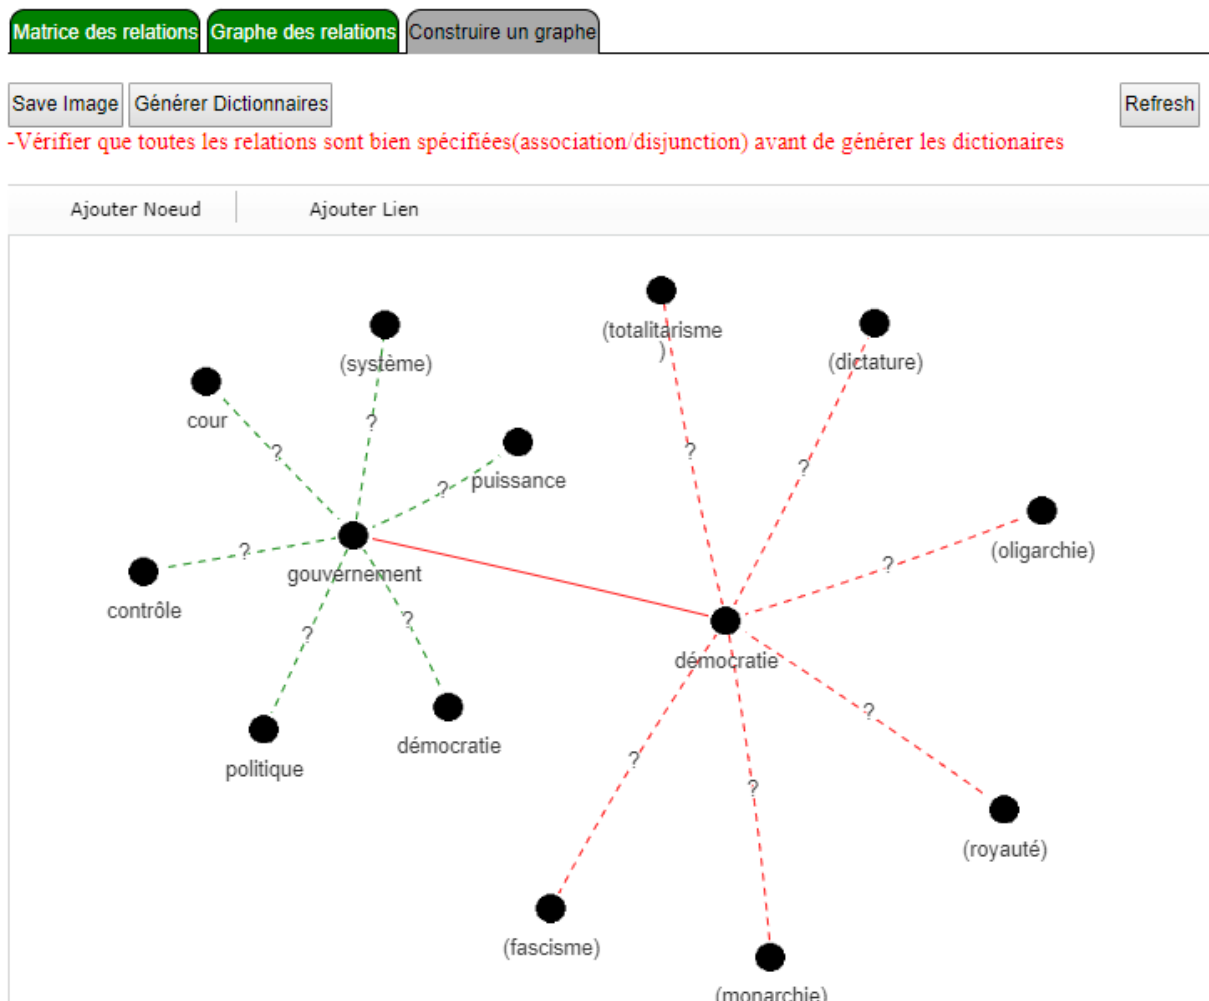 Matrice des relations Graphe des relations Construire un graphe
Save Image Générer Dictionnaires Refresh
-Vérifier que toutes les relations sont bien spécifiées(association/disjunction) avant de générer les dictionaires
Ajouter Noeud Ajouter Lien
(totalitarisme
)
(système)
(dictature)
cour
?
?
?
?
puissance
?
(oligarchie)
?
?
gouvernement
contrôle
?
?
démocratie
?
démocratie
politique
?
?
(royauté)
(fascisme)
(monarchie)